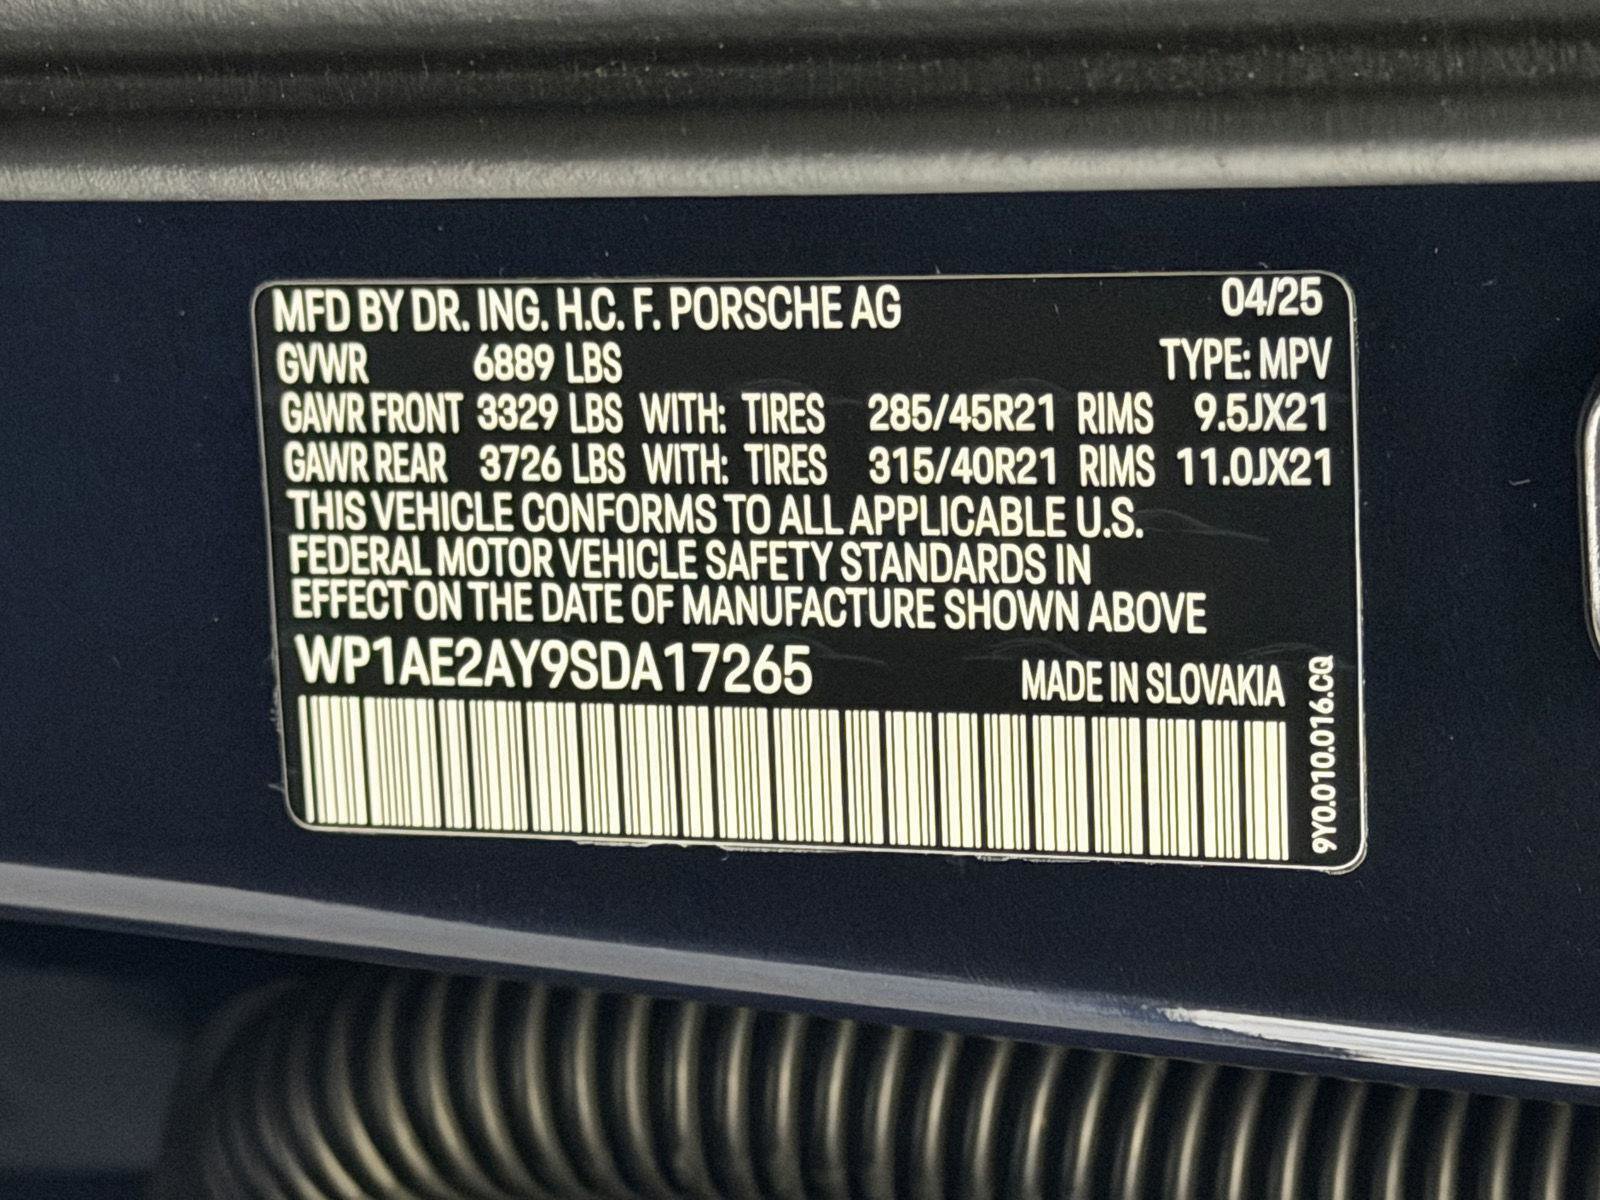 MFD BY DR. ING. H.C. F. PORSCHE AG 04/25
GVWR 6889 LBS TYPE: MPV
GAWR FRONT 3329 LBS WITH: TIRES 285/45R21 RIMS 9.5JX21
GAWR REAR 3726 LBS WITH: TIRES 315/40R21 RIMS 11.0JX21
THIS VEHICLE CONFORMS TO ALL APPLICABLE U.S.
FEDERAL MOTOR VEHICLE SAFETY STANDARDS IN
EFFECT ON THE DATE OF MANUFACTURE SHOWN ABOVE
WP1AE2AY9SDA17265 MADE IN SLOVAKIA
9Y0.010.016.CQ